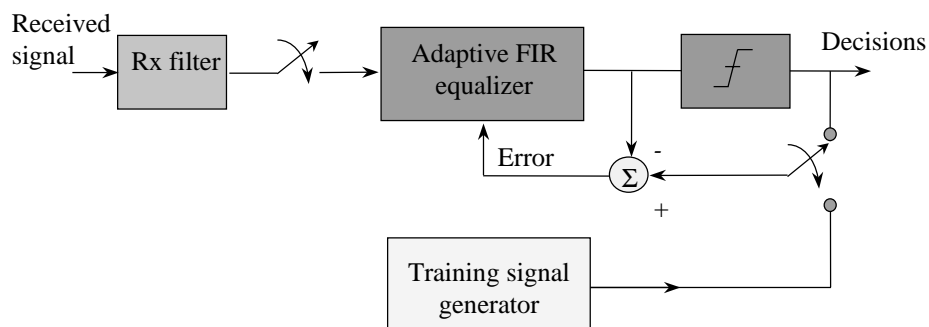 Received
signal
Rx filter
Adaptive FIR
equalizer
Decisions
Error
-
Σ
+
Training signal
generator